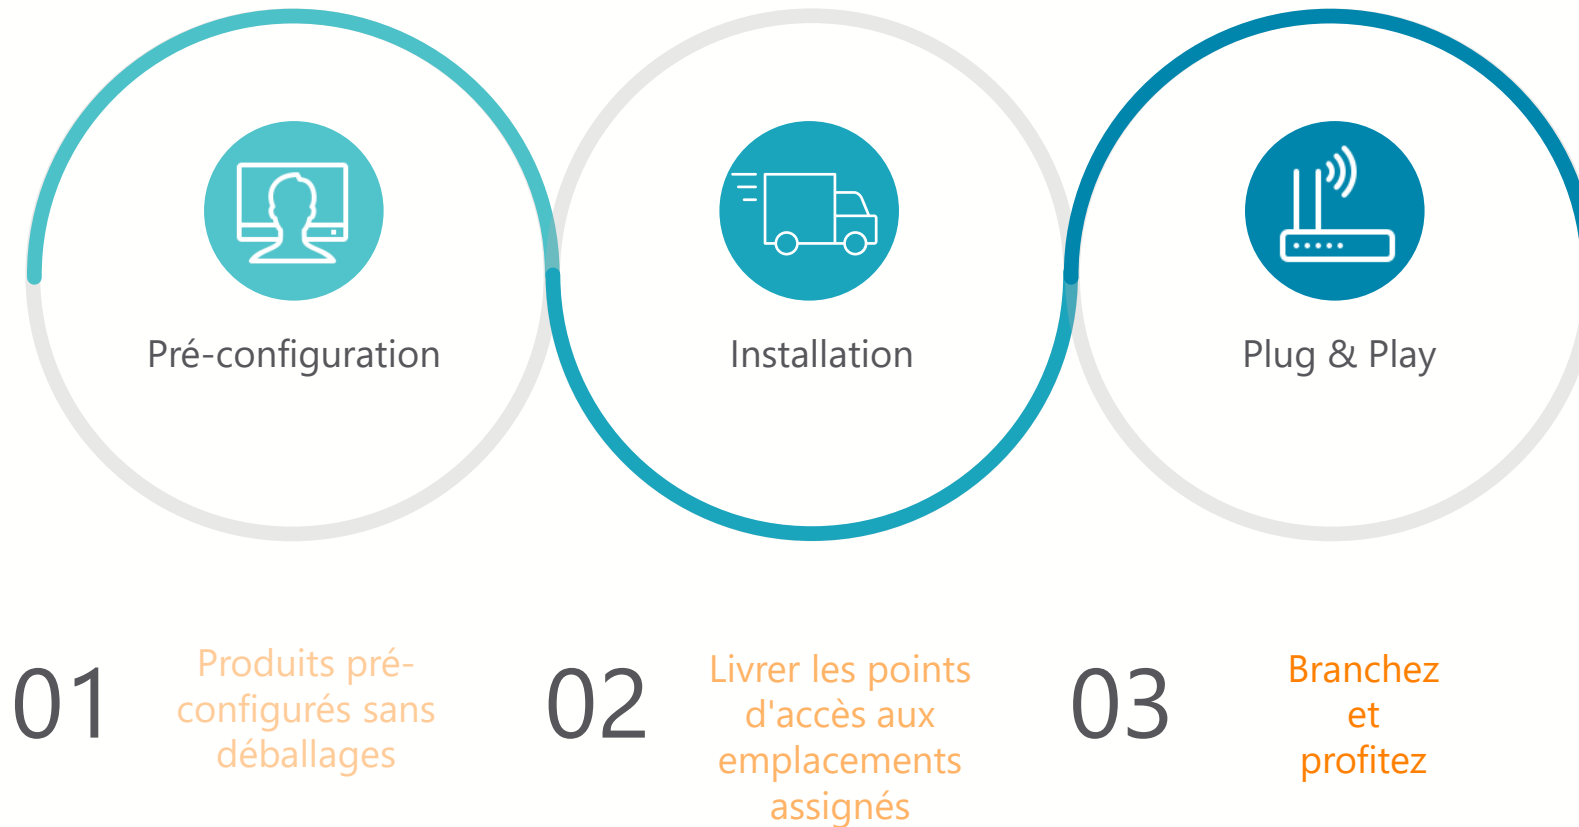 Pré-configuration
Installation
Plug & Play
01
Produits pré-
configurés sans
déballages
02
Livrer les points
d'accès aux
emplacements
assignés
03
Branchez
et
profitez